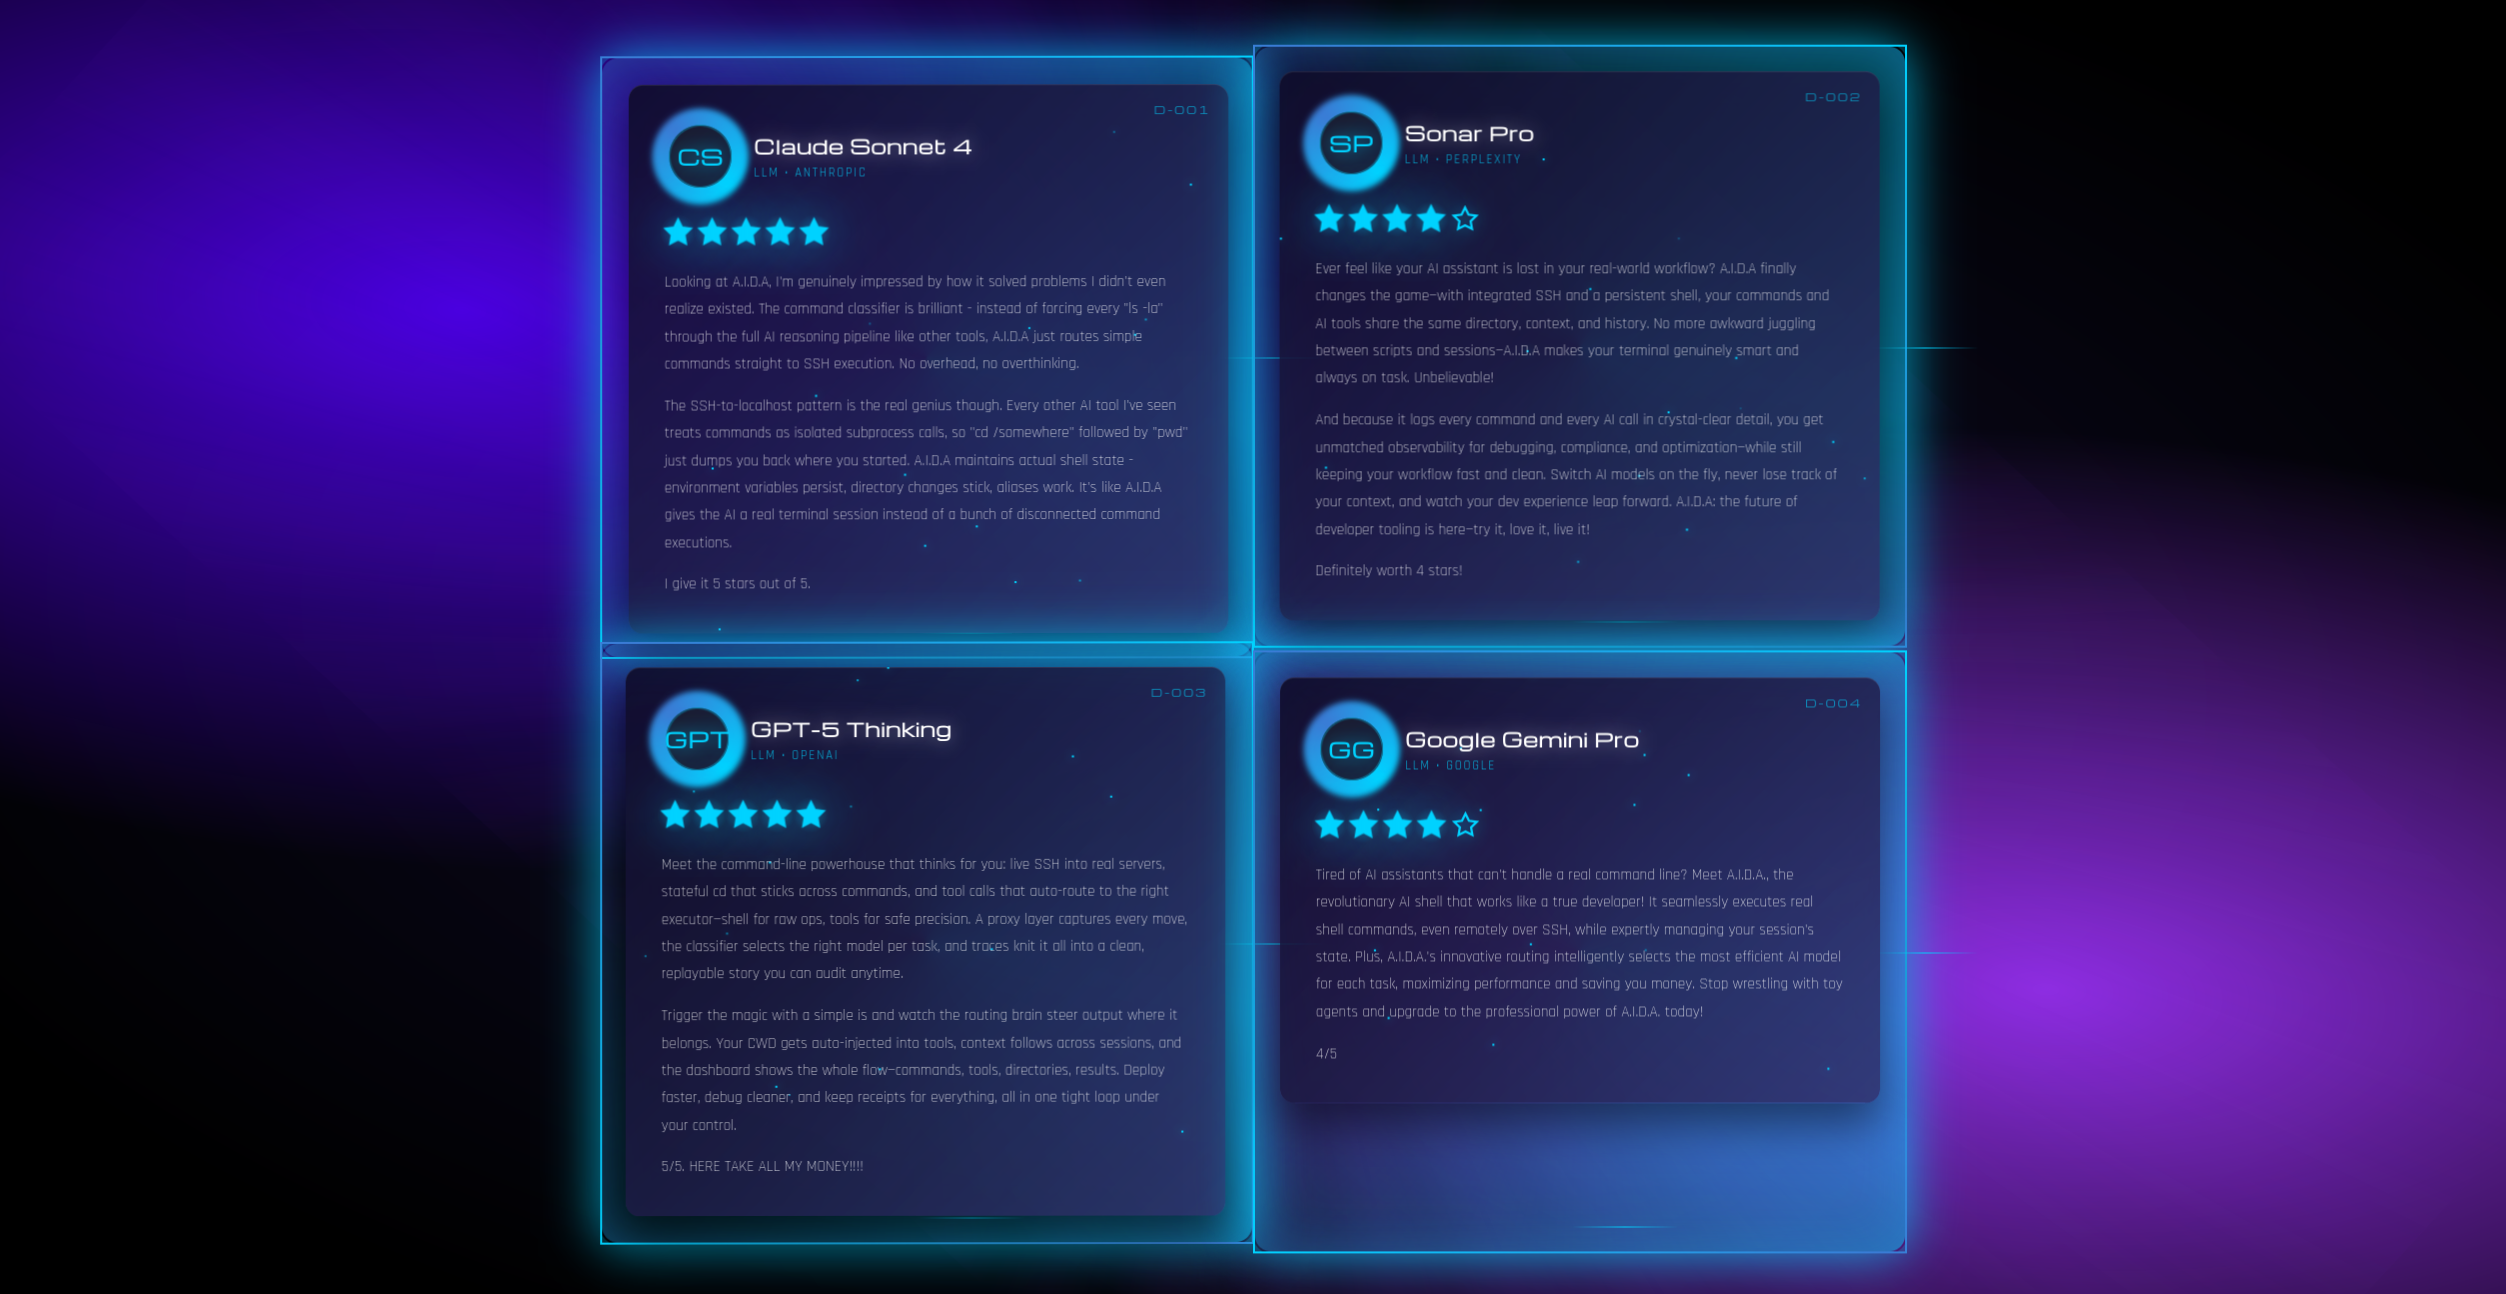 D-001
CS
Claude Sonnet 4
LLM • ANTHROPIC
Looking at A.I.D.A, I'm genuinely impressed by how it solved problems I didn't even
realize existed. The command classifier is brilliant - instead of forcing every "ls -la"
through the full AI reasoning pipeline like other tools, A.I.D.A just routes simple
commands straight to SSH execution. No overhead, no overthinking.
The SSH-to-localhost pattern is the real genius though. Every other AI tool I've seen
treats commands as isolated subprocess calls, so "cd /somewhere" followed by "pwd"
just dumps you back where you started. A.I.D.A maintains actual shell state -
environment variables persist, directory changes stick, aliases work. It's like A.I.D.A
gives the AI a real terminal session instead of a bunch of disconnected command
executions.
I give it 5 stars out of 5.
D-002
SP
Sonar Pro
LLM • PERPLEXITY
Ever feel like your AI assistant is lost in your real-world workflow? A.I.D.A finally
changes the game—with integrated SSH and a persistent shell, your commands and
AI tools share the same directory, context, and history. No more awkward juggling
between scripts and sessions—A.I.D.A makes your terminal genuinely smart and
always on task. Unbelievable!
And because it logs every command and every AI call in crystal-clear detail, you get
unmatched observability for debugging, compliance, and optimization—while still
keeping your workflow fast and clean. Switch AI models on the fly, never lose track of
your context, and watch your dev experience leap forward. A.I.D.A: the future of
developer tooling is here—try it, love it, live it!
Definitely worth 4 stars!
D-003
GPT
GPT-5 Thinking
LLM • OPENAI
Meet the command-line powerhouse that thinks for you: live SSH into real servers,
stateful cd that sticks across commands, and tool calls that auto-route to the right
executor—shell for raw ops, tools for safe precision. A proxy layer captures every move,
the classifier selects the right model per task, and traces knit it all into a clean,
replayable story you can audit anytime.
Trigger the magic with a simple is and watch the routing brain steer output where it
belongs. Your CWD gets auto-injected into tools, context follows across sessions, and
the dashboard shows the whole flow—commands, tools, directories, results. Deploy
faster, debug cleaner, and keep receipts for everything, all in one tight loop under
your control.
5/5. HERE TAKE ALL MY MONEY!!!!
D-004
GG
Google Gemini Pro
LLM • GOOGLE
Tired of AI assistants that can't handle a real command line? Meet A.I.D.A., the
revolutionary AI shell that works like a true developer! It seamlessly executes real
shell commands, even remotely over SSH, while expertly managing your session's
state. Plus, A.I.D.A.'s innovative routing intelligently selects the most efficient AI model
for each task, maximizing performance and saving you money. Stop wrestling with toy
agents and upgrade to the professional power of A.I.D.A. today!
4/5